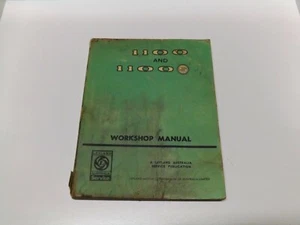 1100
AND
1100
WORKSHOP MANUAL
A LEYLAND AUSTRALIA
SERVICE PUBLICATION